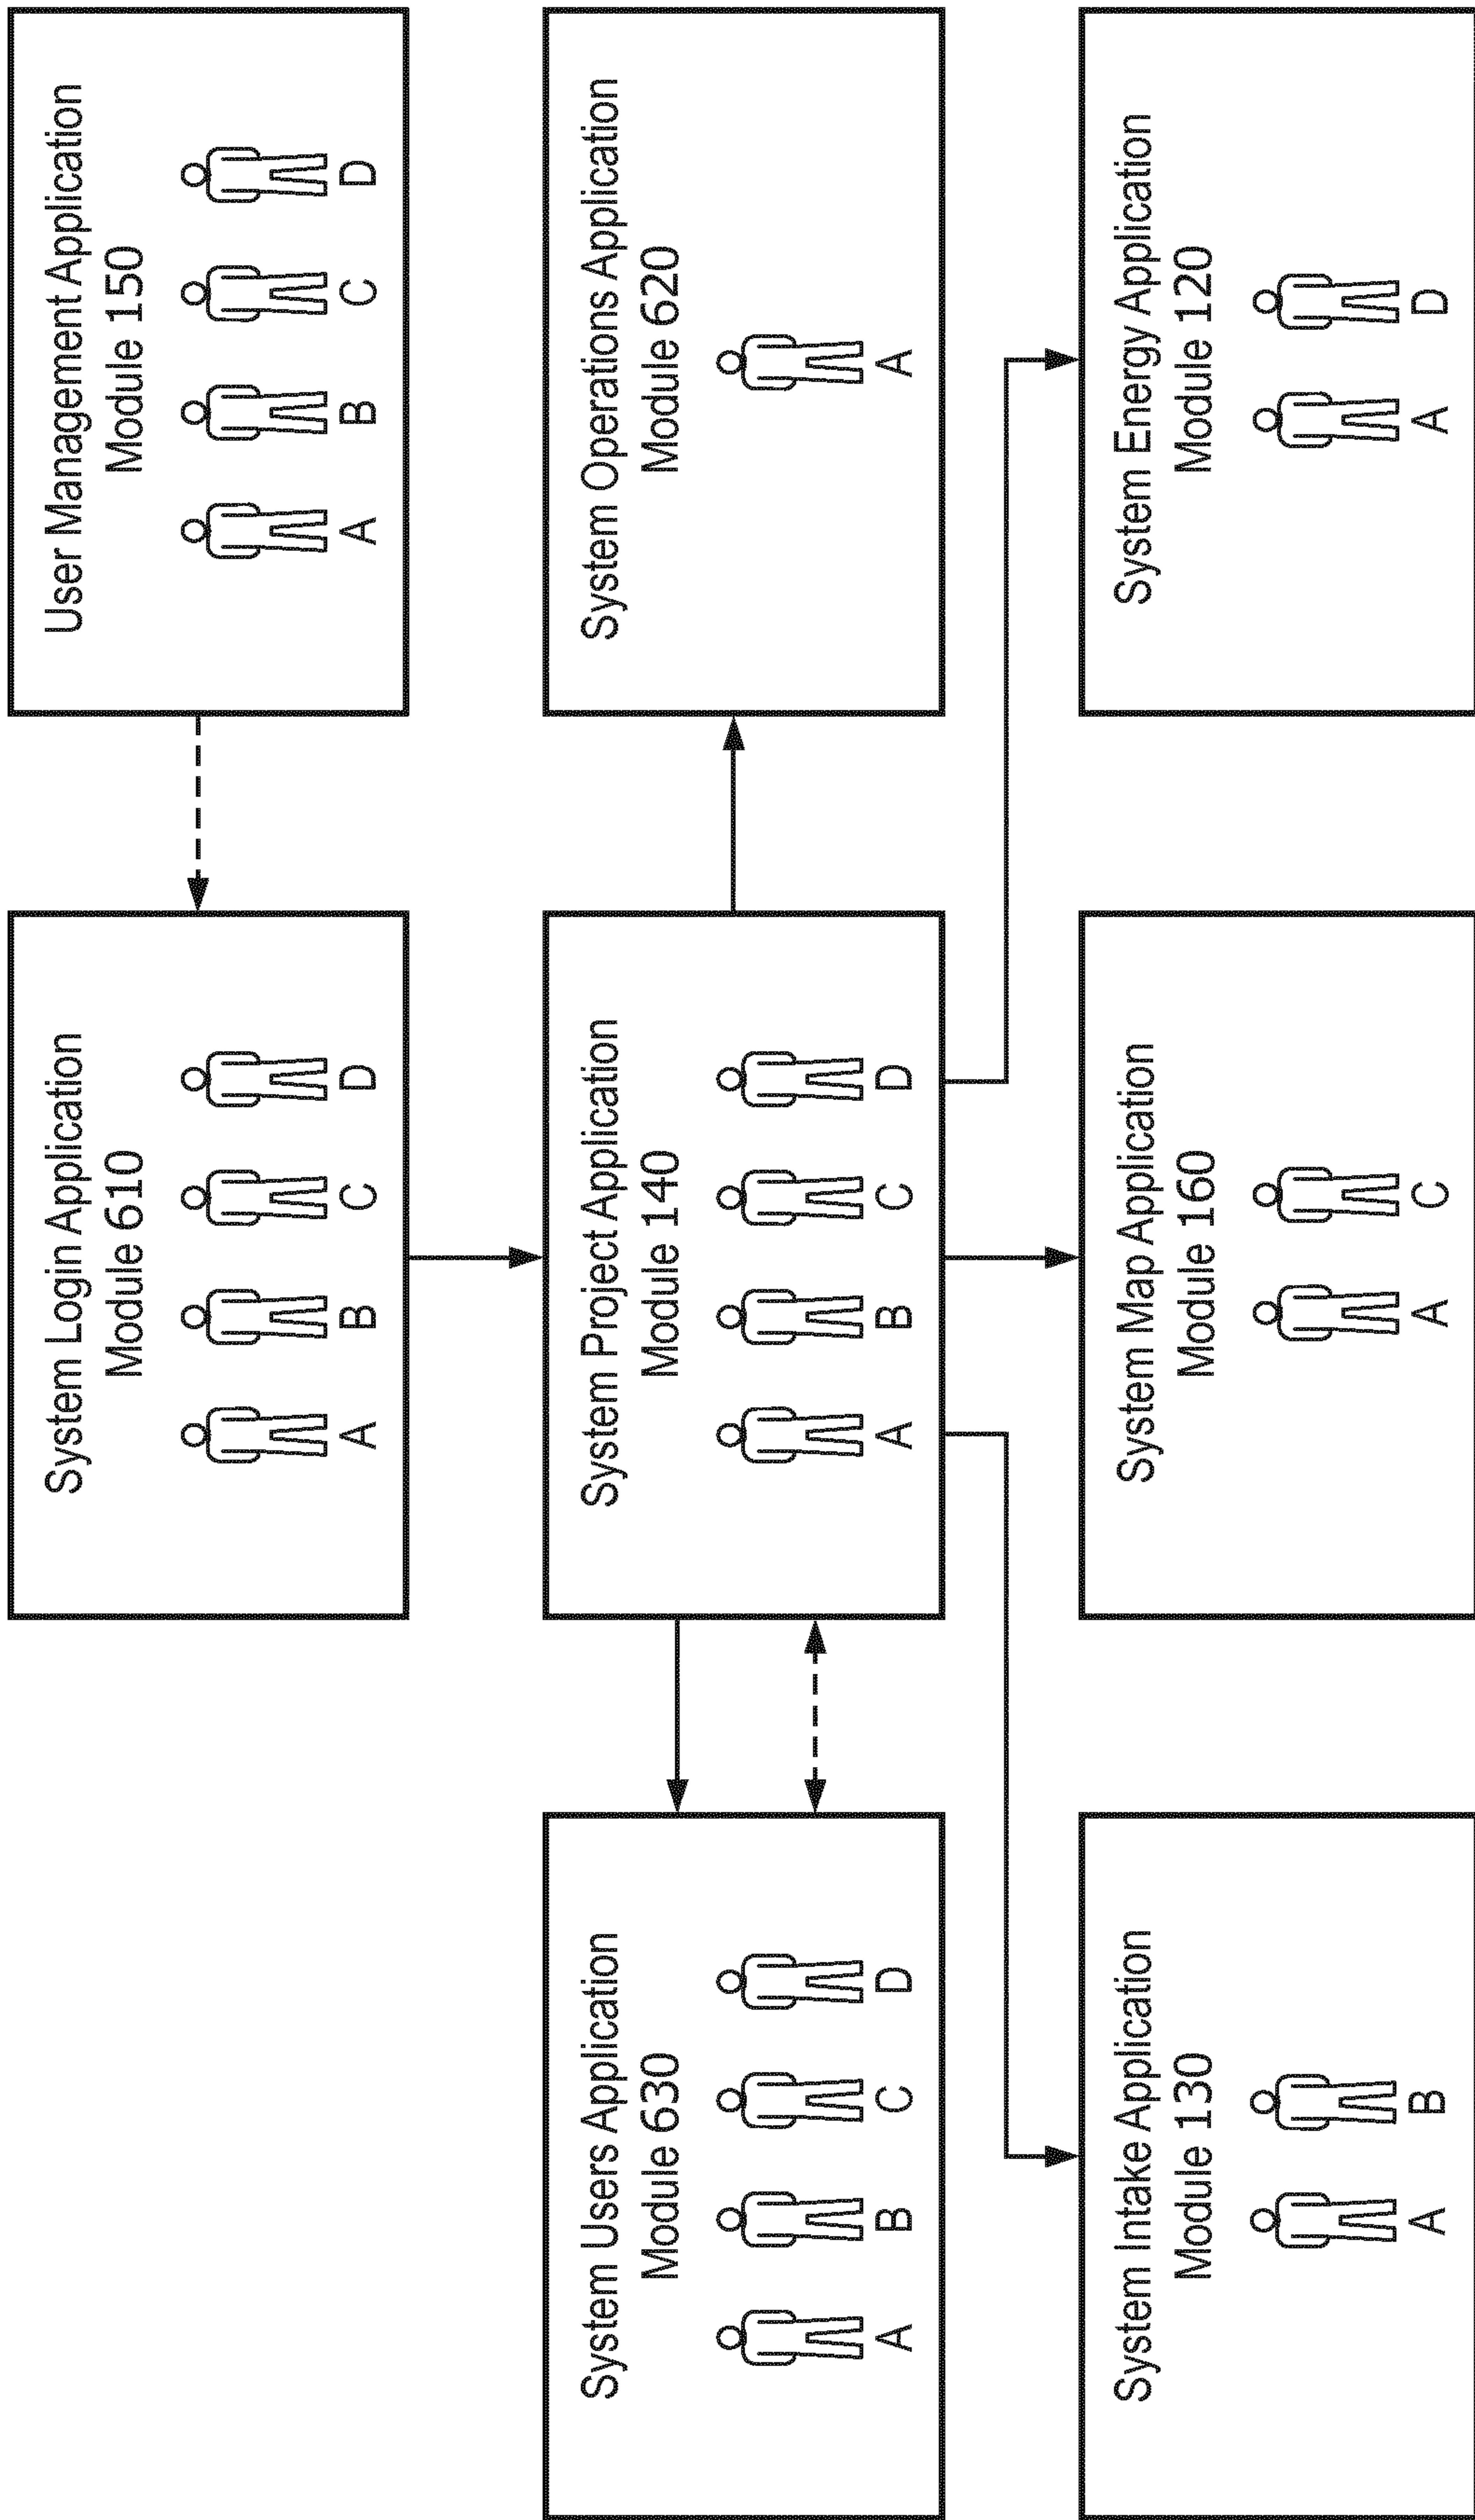 System Login Application
Module 610
A B C D
User Management Application
Module 150
A B C D
System Users Application
Module 630
A B C D
System Project Application
Module 140
A B C D
System Operations Application
Module 620
A
System Intake Application
Module 130
A B
System Map Application
Module 160
A C
System Energy Application
Module 120
A D